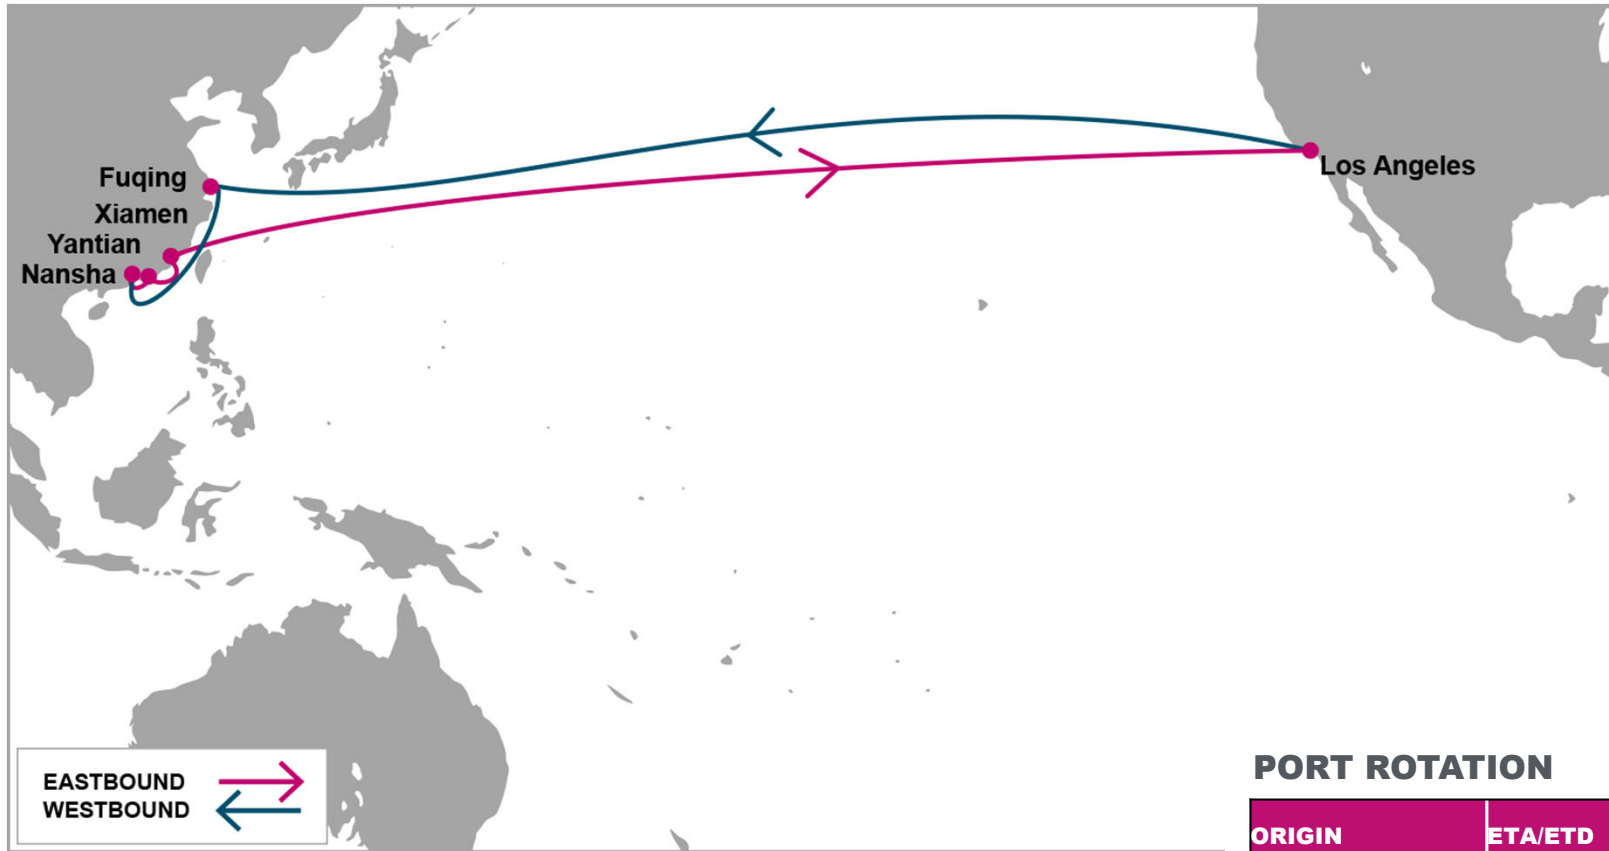 Fuqing
Xiamen
Yantian
Nansha
Los Angeles
EASTBOUND
WESTBOUND
PORT ROTATION
ORIGIN ETA/ETD